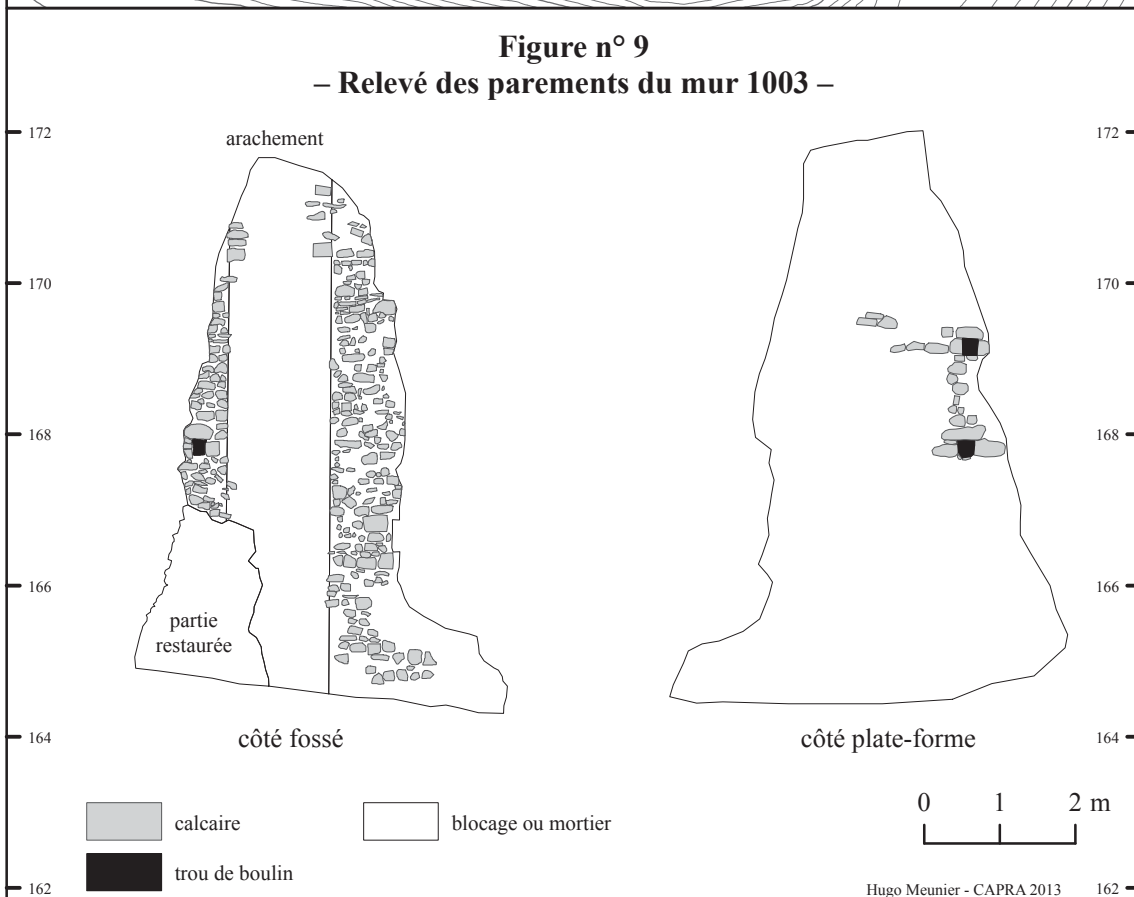 Figure n° 9
– Relevé des parements du mur 1003 –
172
172
arachement
170
170
168
168
166
166
partie
restaurée
côté fossé
côté plate-forme
164
164
calcaire
blocage ou mortier
0 1 2 m
trou de boulin
162
Hugo Meunier - CAPRA 2013
162